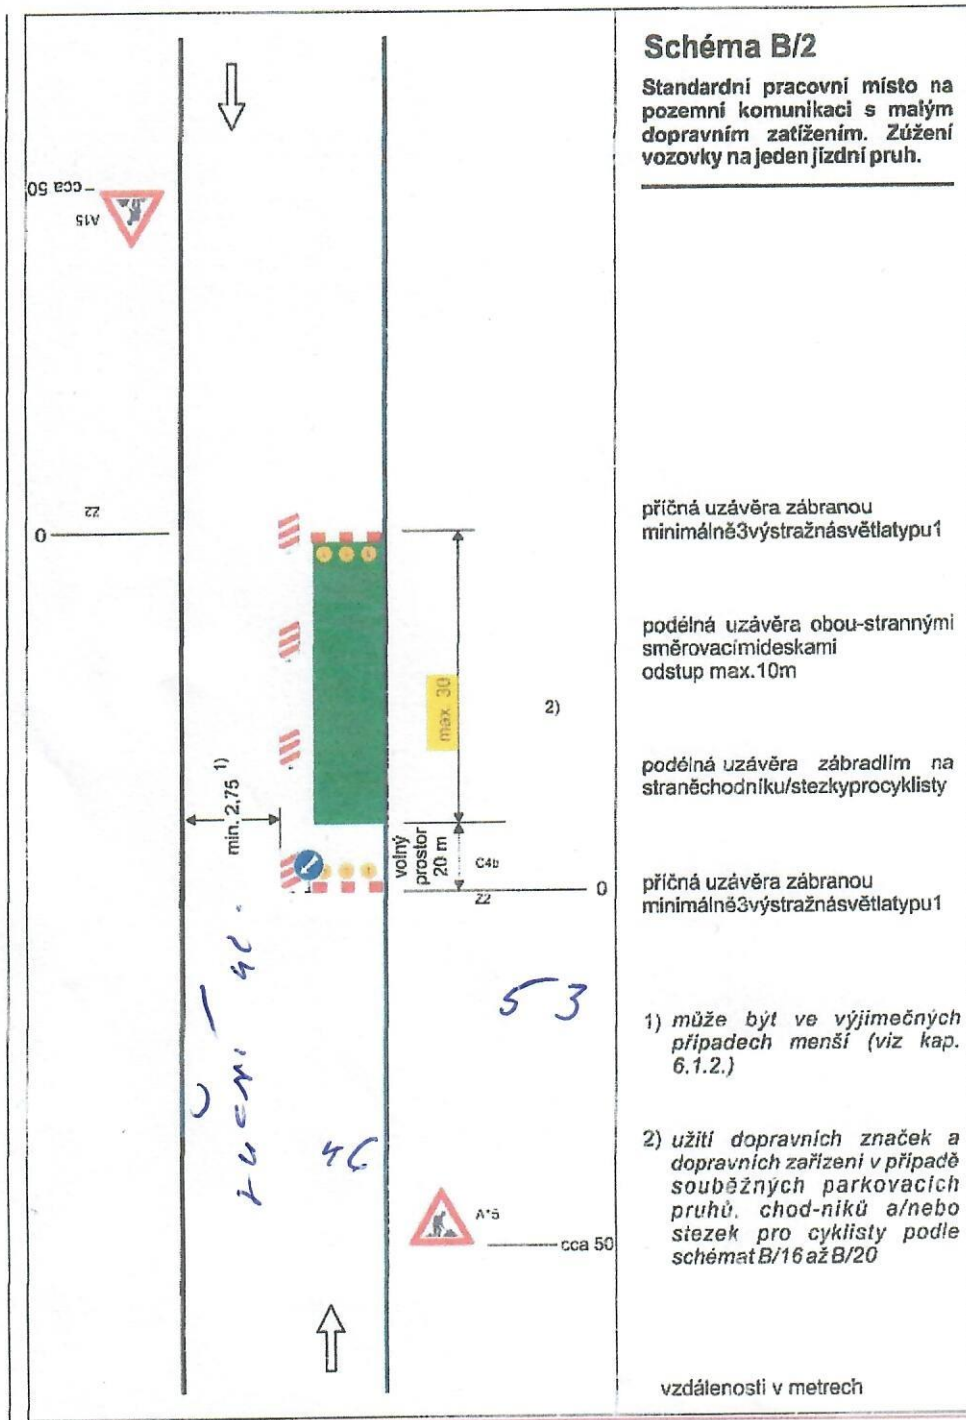 Schéma B/2
Standardní pracovní místo na
pozemní komunikaci s malým
dopravním zatížením. Zúžení
vozovky na jeden jízdní pruh.
cca 50
A15
Z2
0
příčná uzávěra zábranou
minimálně3výstražnásvětlatypu1
podélná uzávěra obou-strannými
směrovacímideskami
odstup max.10m
max. 30
2)
podélná uzávěra zábradlím na
straněchodníku/stezkyprocyklisty
min. 2,75 1)
volný
prostor
20 m
C4b
Z2
0
příčná uzávěra zábranou
minimálně3výstražnásvětlatypu1
53
46
1) může být ve výjimečných
případech menší (viz kap.
6.1.2.)
2) užití dopravních značek a
dopravních zařízení v případě
souběžných parkovacích
pruhů, chod-níků a/nebo
stezek pro cyklisty podle
schémat B/16 až B/20
A15
cca 50
vzdálenosti v metrech